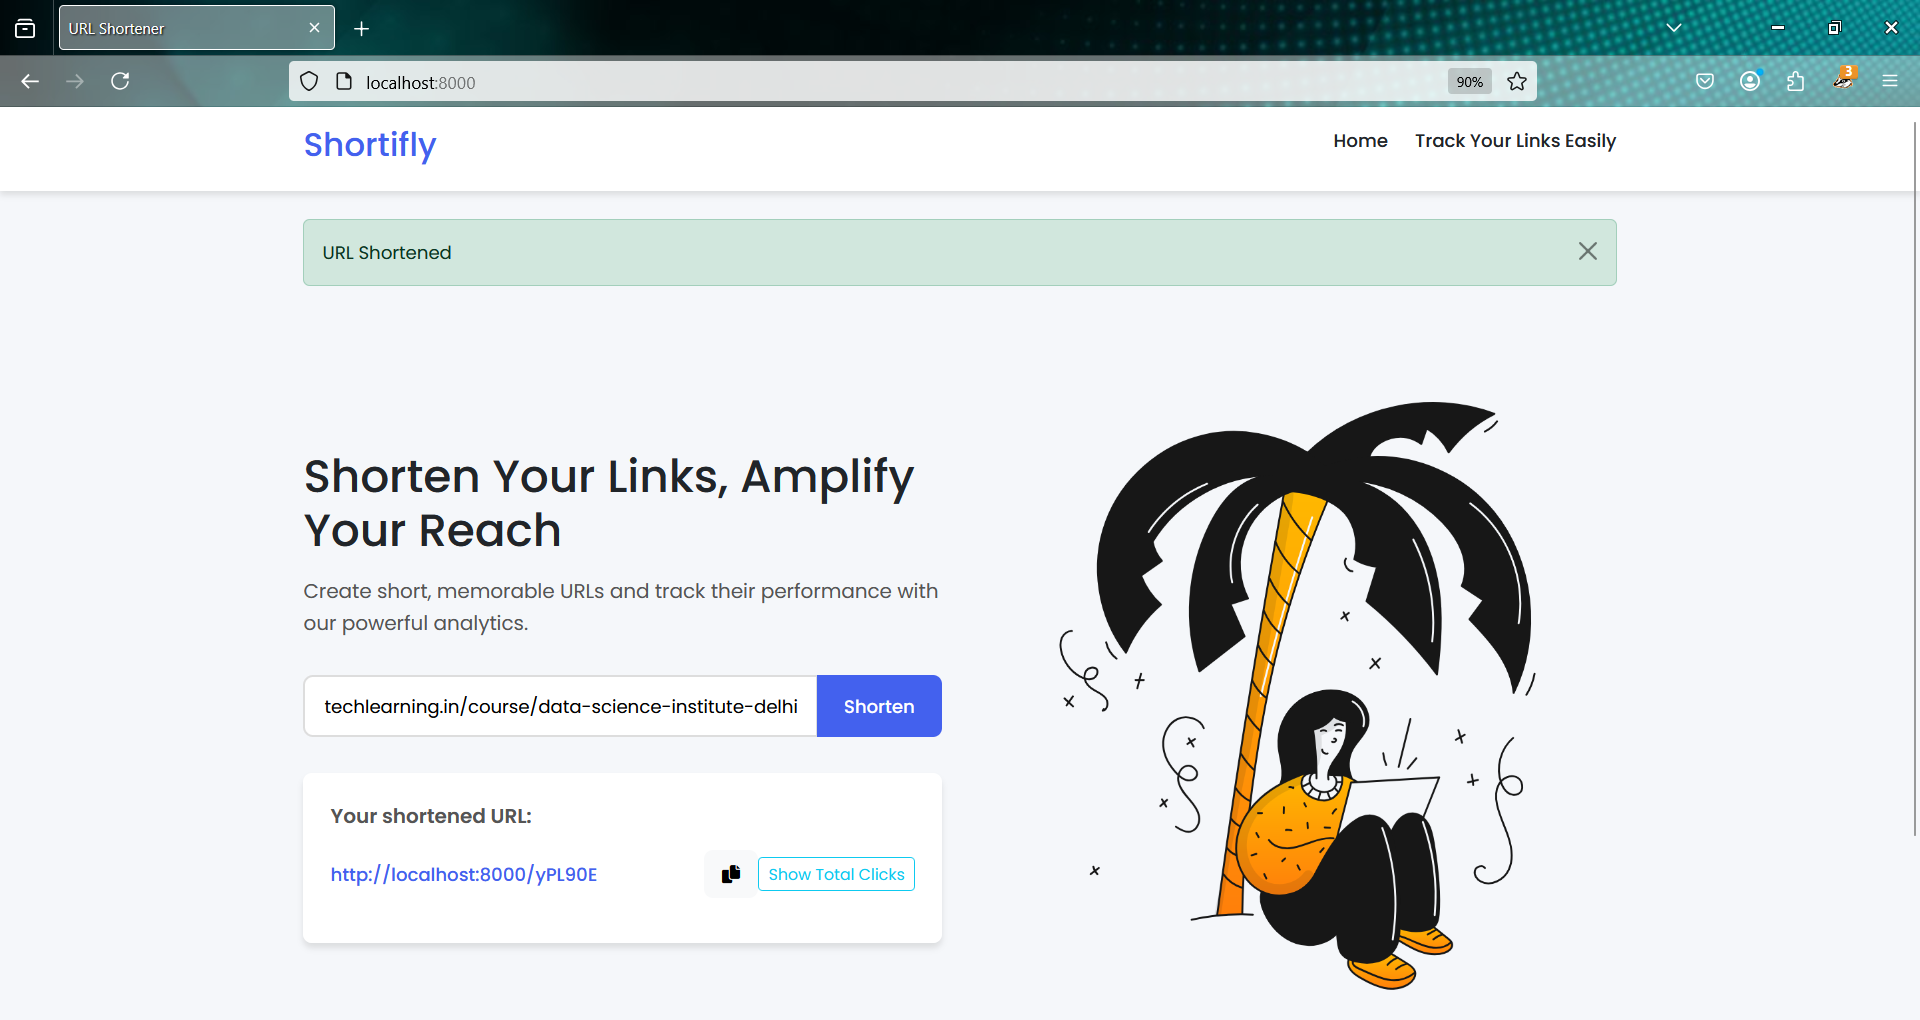 URL Shortener
localhost:8000
90%
3
Shortifly
Home
Track Your Links Easily
URL Shortened
Shorten Your Links, Amplify
Your Reach
Create short, memorable URLs and track their performance with
our powerful analytics.
techlearning.in/course/data-science-institute-delhi
Shorten
Your shortened URL:
http://localhost:8000/yPL90E
Show Total Clicks